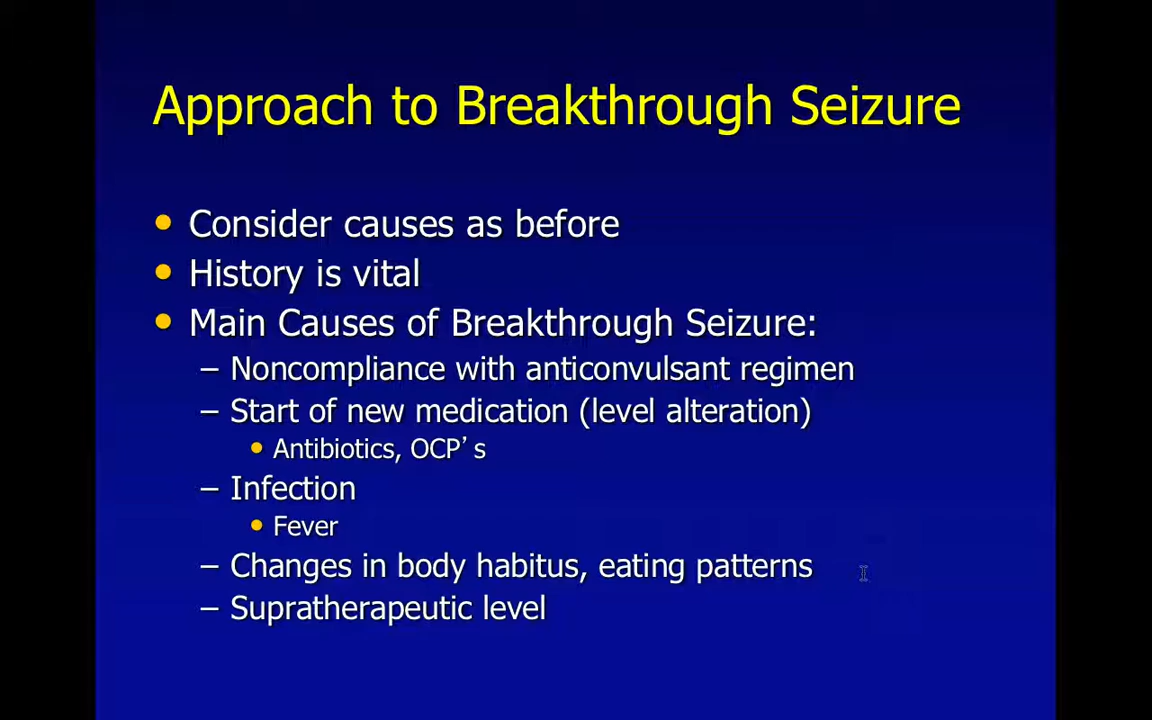 Approach to Breakthrough Seizure
• Consider causes as before
• History is vital
• Main Causes of Breakthrough Seizure:
– Noncompliance with anticonvulsant regimen
– Start of new medication (level alteration)
• Antibiotics, OCP’s
– Infection
• Fever
– Changes in body habitus, eating patterns
– Supratherapeutic level